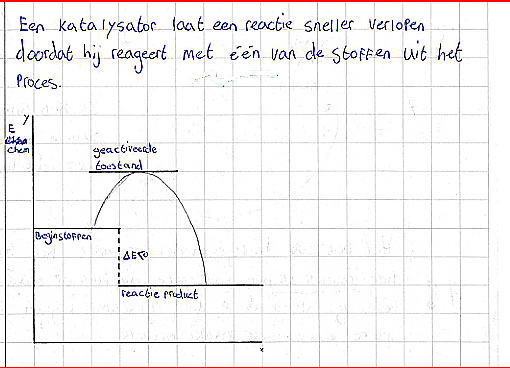 Een katalysator laat een reactie sneller verlopen
doordat hij reageert met één van de stoffen uit het
proces.
y
E
chem
geactiveerde
toestand
Beginstoffen
ΔE<0
reactie product
x